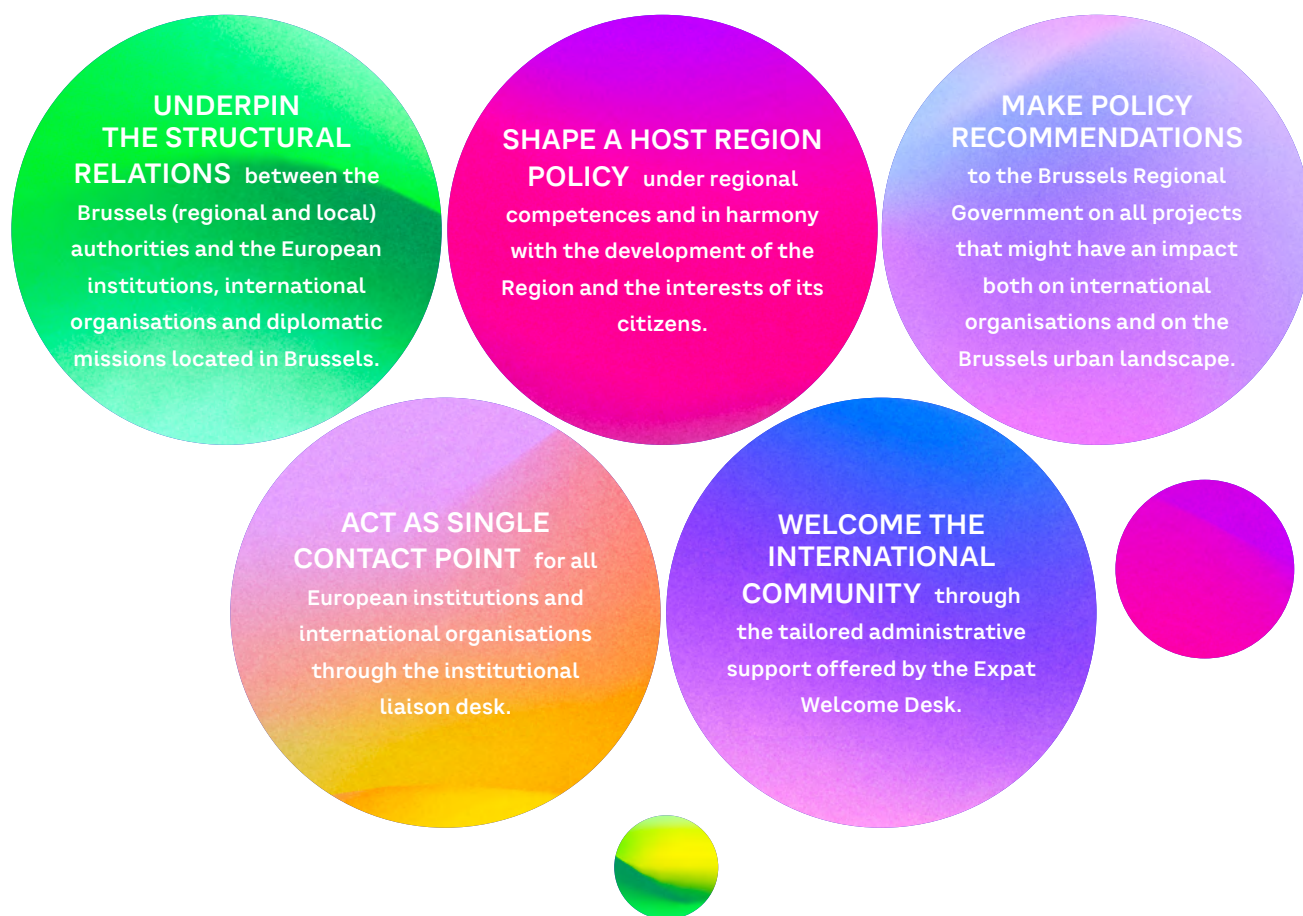 UNDERPIN
THE STRUCTURAL
RELATIONS between the
Brussels (regional and local)
authorities and the European
institutions, international
organisations and diplomatic
missions located in Brussels.
SHAPE A HOST REGION
POLICY under regional
competences and in harmony
with the development of the
Region and the interests of its
citizens.
MAKE POLICY
RECOMMENDATIONS
to the Brussels Regional
Government on all projects
that might have an impact
both on international
organisations and on the
Brussels urban landscape.
ACT AS SINGLE
CONTACT POINT for all
European institutions and
international organisations
through the institutional
liaison desk.
WELCOME THE
INTERNATIONAL
COMMUNITY through
the tailored administrative
support offered by the Expat
Welcome Desk.